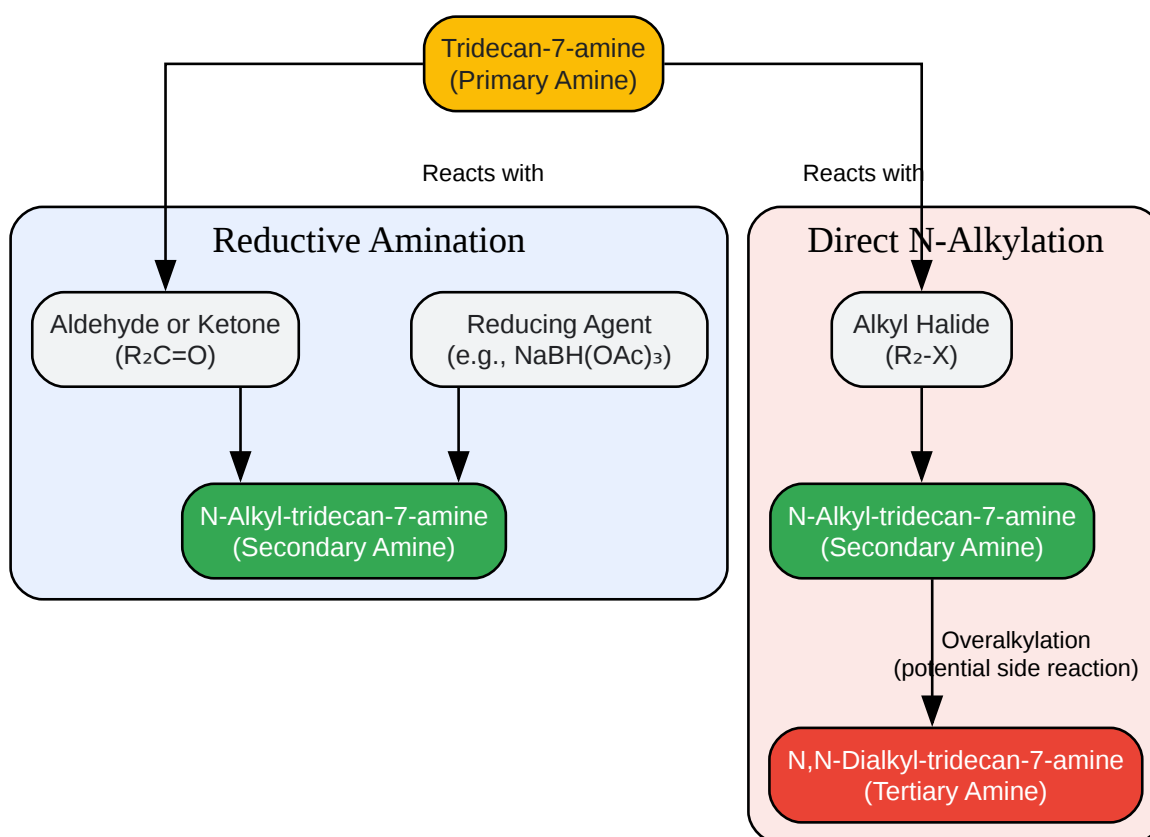 Tridecan-7-amine
(Primary Amine)
Reacts with
Reacts with
Reductive Amination
Direct N-Alkylation
Aldehyde or Ketone
(R₂C=O)
Reducing Agent
(e.g., NaBH(OAc)₃)
Alkyl Halide
(R₂-X)
N-Alkyl-tridecan-7-amine
(Secondary Amine)
N-Alkyl-tridecan-7-amine
(Secondary Amine)
Overalkylation
(potential side reaction)
N,N-Dialkyl-tridecan-7-amine
(Tertiary Amine)